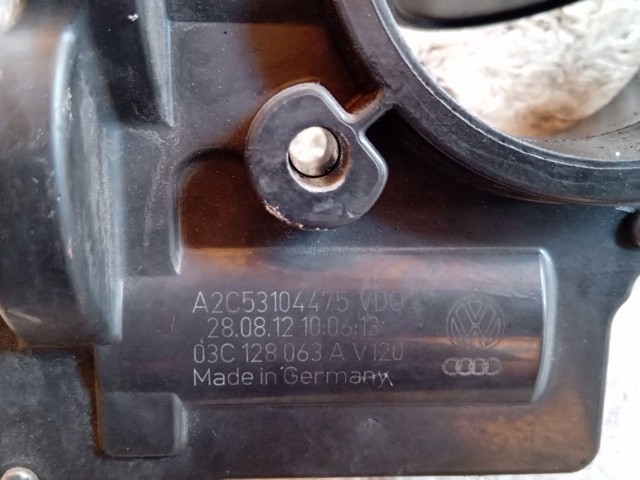 A2C53104475 VDO
28.08.12 10:06:13
03C 128 063 A V120
Made in Germany